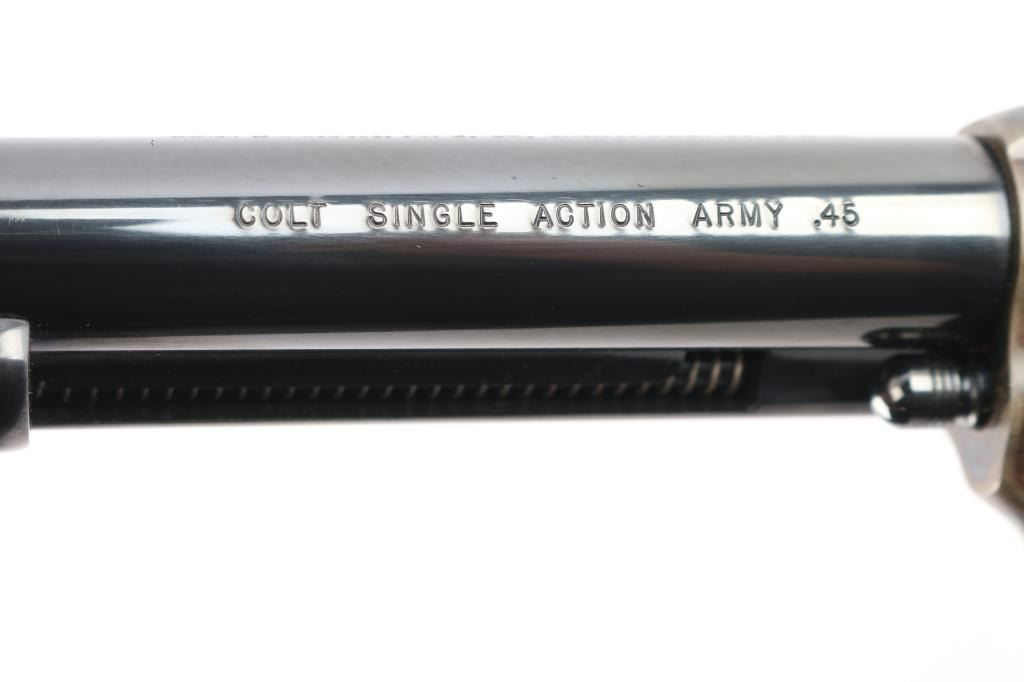 COLT SINGLE ACTION ARMY .45